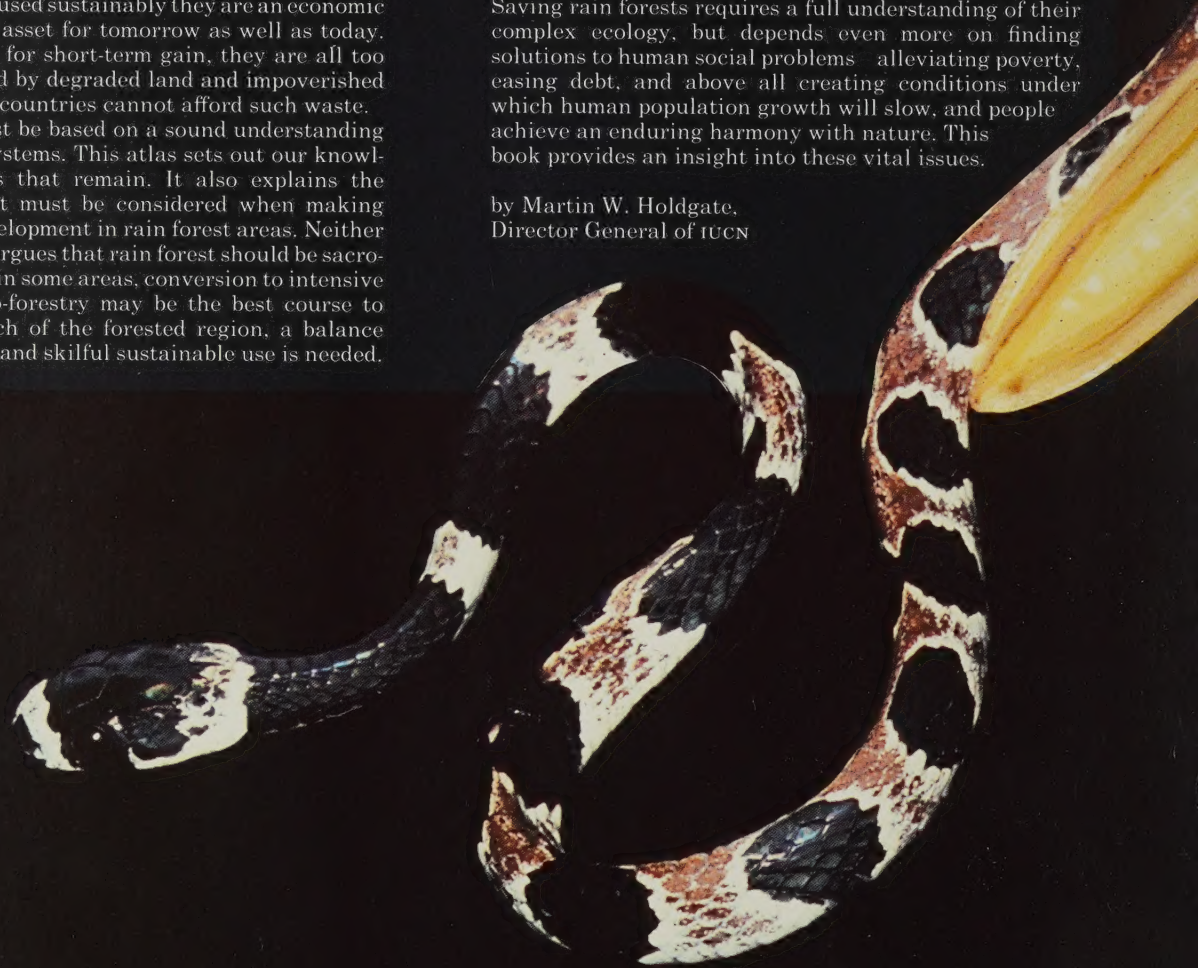 used sustainably they are an economic
asset for tomorrow as well as today.
for short-term gain, they are all too
d by degraded land and impoverished
countries cannot afford such waste.
st be based on a sound understanding
stems. This atlas sets out our knowl-
s that remain. It also explains the
t must be considered when making
elopment in rain forest areas. Neither
rgues that rain forest should be sacro-
in some areas, conversion to intensive
o-forestry may be the best course to
ch of the forested region, a balance
and skilful sustainable use is needed.
Saving rain forests requires a full understanding of their
complex ecology, but depends even more on finding
solutions to human social problems alleviating poverty,
easing debt, and above all creating conditions under
which human population growth will slow, and people
achieve an enduring harmony with nature. This
book provides an insight into these vital issues.
by Martin W. Holdgate,
Director General of IUCN